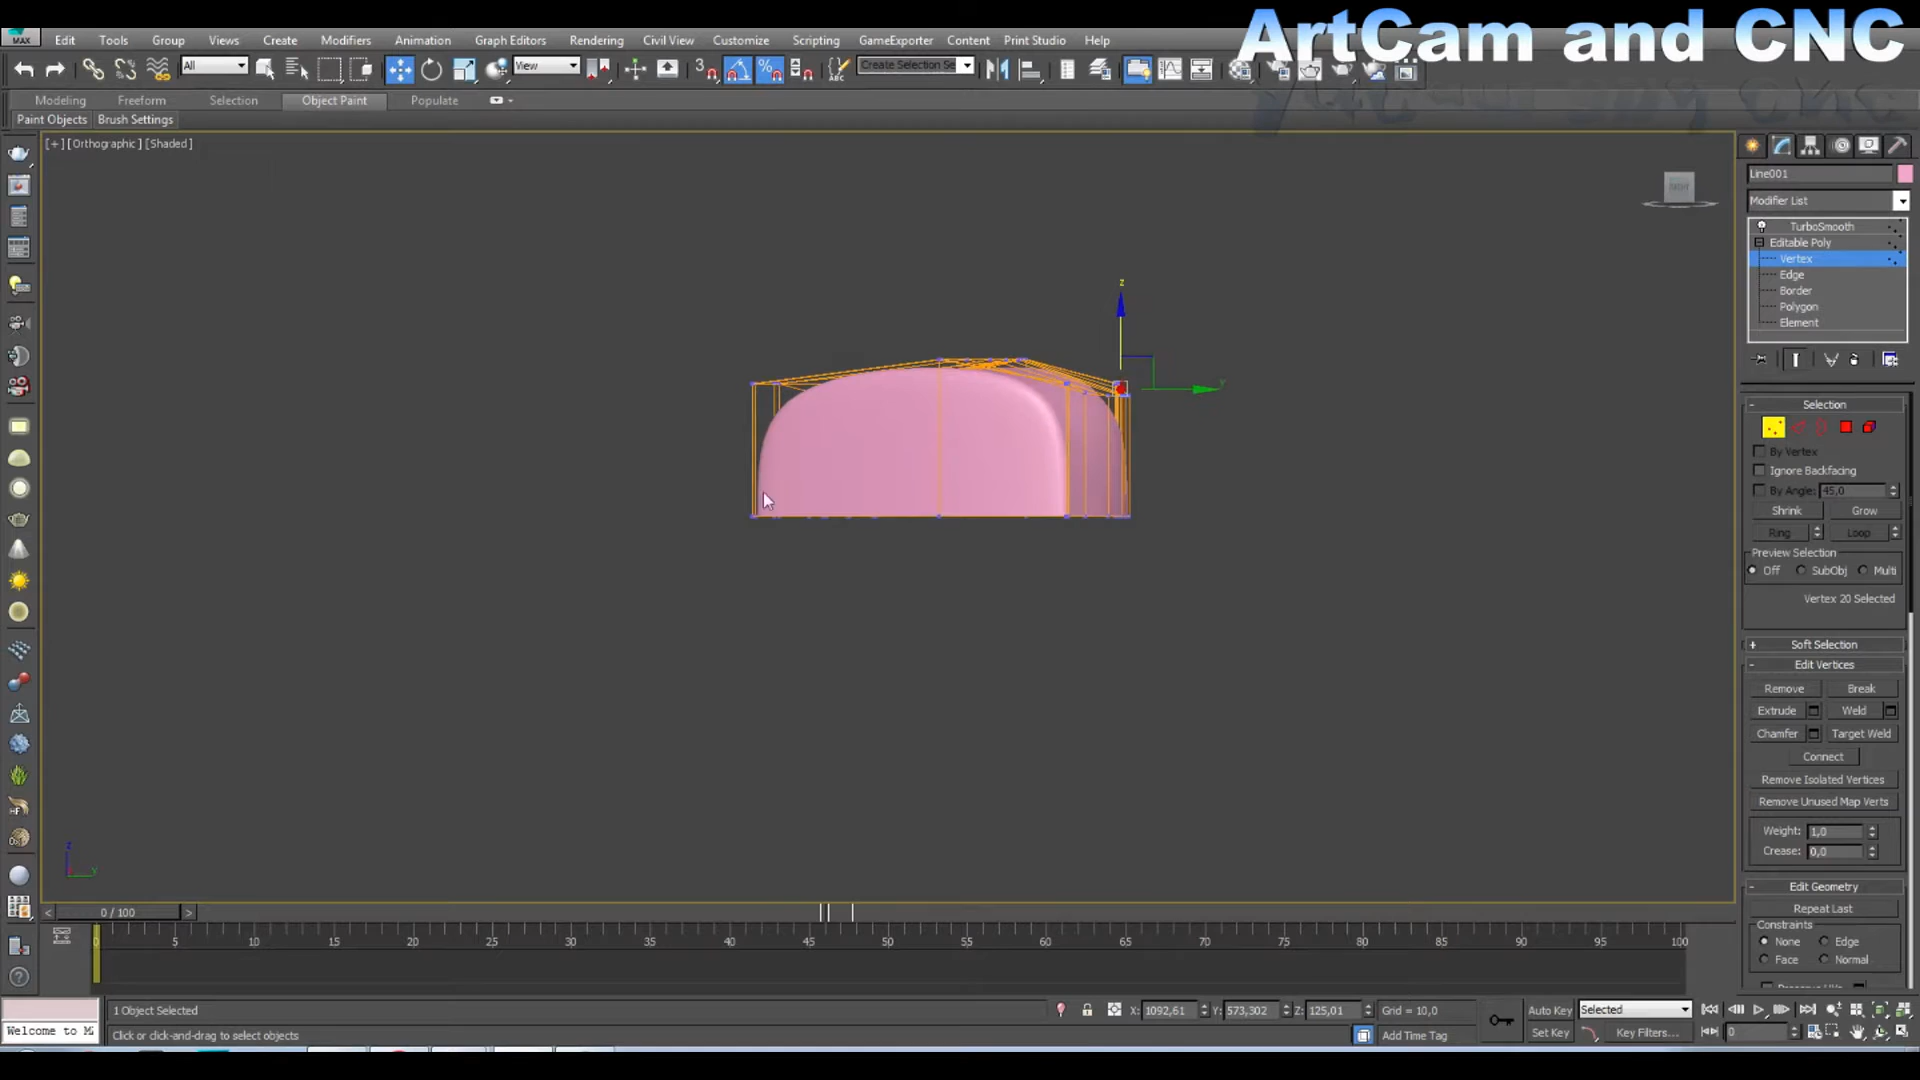 ArtCam and CNC
MAX Edit Tools Group Views Create Modifiers Animation Graph Editors Rendering Civil View Customize Scripting GameExporter Content Print Studio Help
All View 3 Create Selection Se
Modeling Freeform Selection Object Paint Populate
Paint Objects Brush Settings
[+] [Orthographic] [Shaded]
Line001
Modifier List
TurboSmooth
Editable Poly
Vertex
Edge
Border
Polygon
Element
z
y
Selection
By Vertex
Ignore Backfacing
By Angle: 45,0
Shrink Grow
Ring Loop
Preview Selection
Off SubObj Multi
Vertex 20 Selected
Soft Selection
Edit Vertices
Remove Break
Extrude Weld
Chamfer Target Weld
Connect
Remove Isolated Vertices
Remove Unused Map Verts
Weight: 1,0
Crease: 0,0
Edit Geometry
Repeat Last
Constraints
None Edge
Face Normal
z
y
< 0 / 100 >
0 5 10 15 20 25 30 35 40 45 50 55 60 65 70 75 80 85 90 95 100
1 Object Selected X: 1092,61 Y: 573,302 Z: 125,01 Grid = 10,0 Auto Key Selected
Welcome to M Click or click-and-drag to select objects Add Time Tag Set Key Key Filters... 0